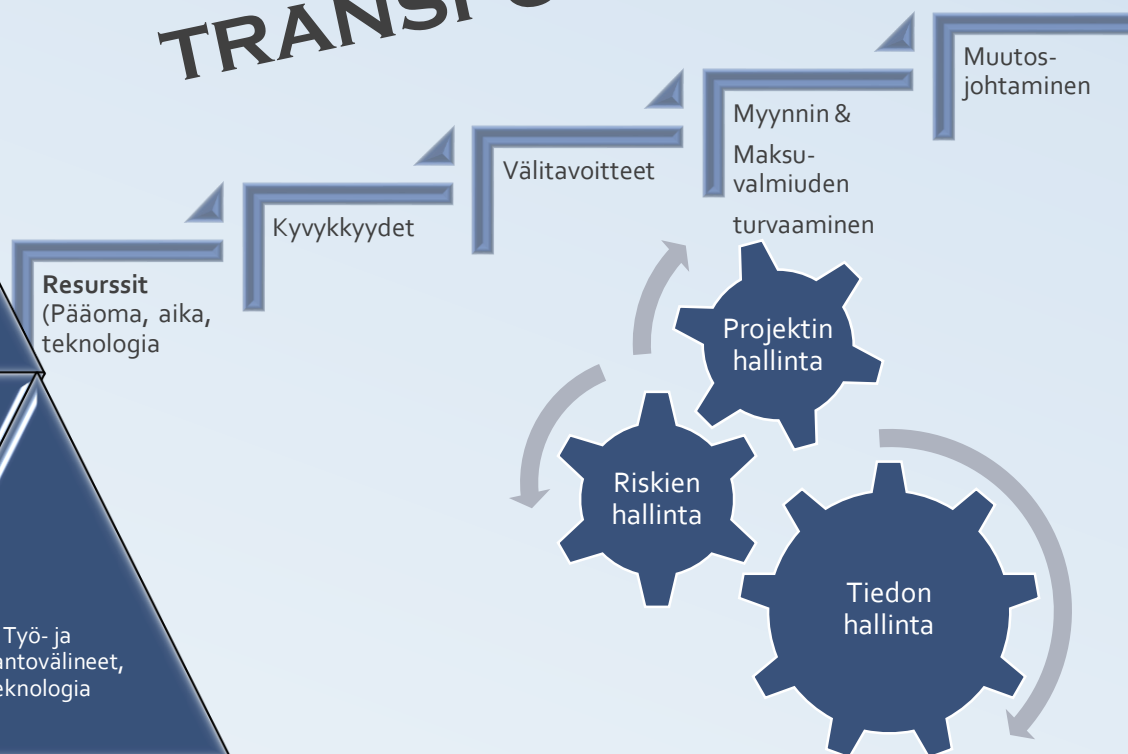 TRANSFO
Muutos-
johtaminen
Myynnin &
Maksu-
valmiuden
turvaaminen
Välitavoitteet
Kyvykkyydet
Resurssit
(Pääoma, aika,
teknologia
Projektin
hallinta
Riskien
hallinta
Tiedon
hallinta
Työ- ja
antovälineet,
eknologia